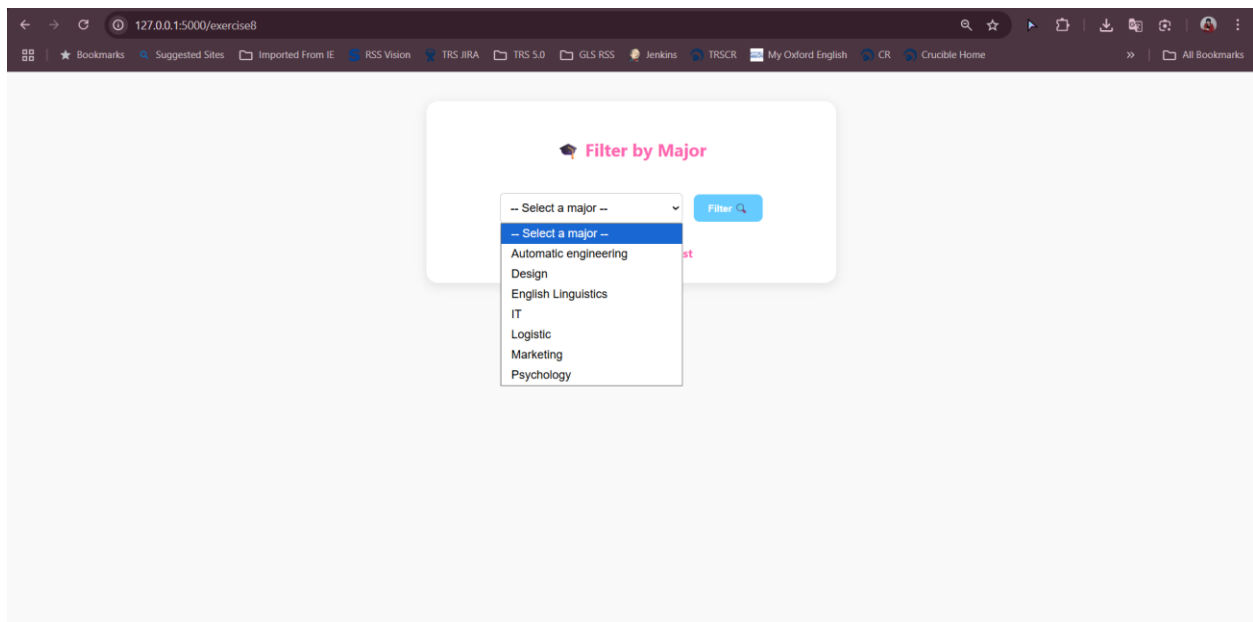 127.0.0.1:5000/exercise8
Bookmarks Suggested Sites Imported From IE RSS Vision TRS JIRA TRS 5.0 GLS RSS Jenkins TRSCR My Oxford English CR Crucible Home » All Bookmarks
Filter by Major
-- Select a major -- Filter
-- Select a major --
Automatic engineering st
Design
English Linguistics
IT
Logistic
Marketing
Psychology